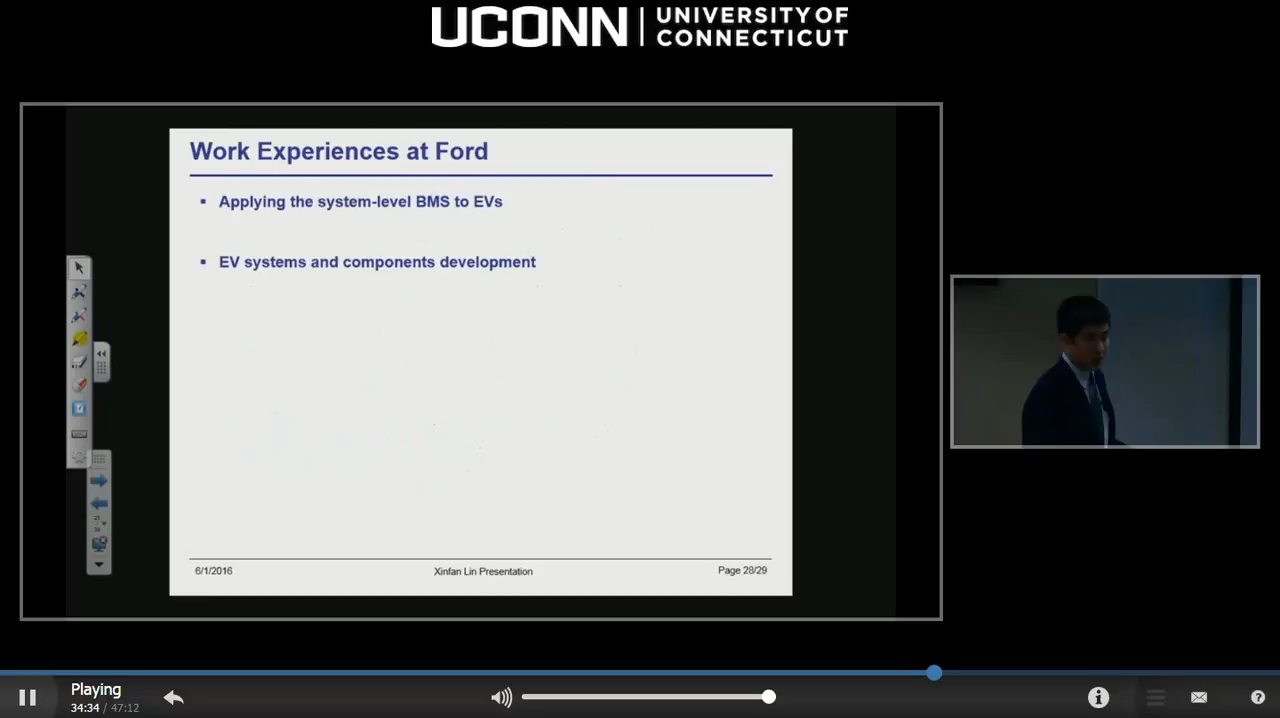 UCONN
UNIVERSITY OF
CONNECTICUT
Work Experiences at Ford
▪ Applying the system-level BMS to EVs
▪ EV systems and components development
6/1/2016
Xinfan Lin Presentation
Page 28/29
Playing
34:34 / 47:12